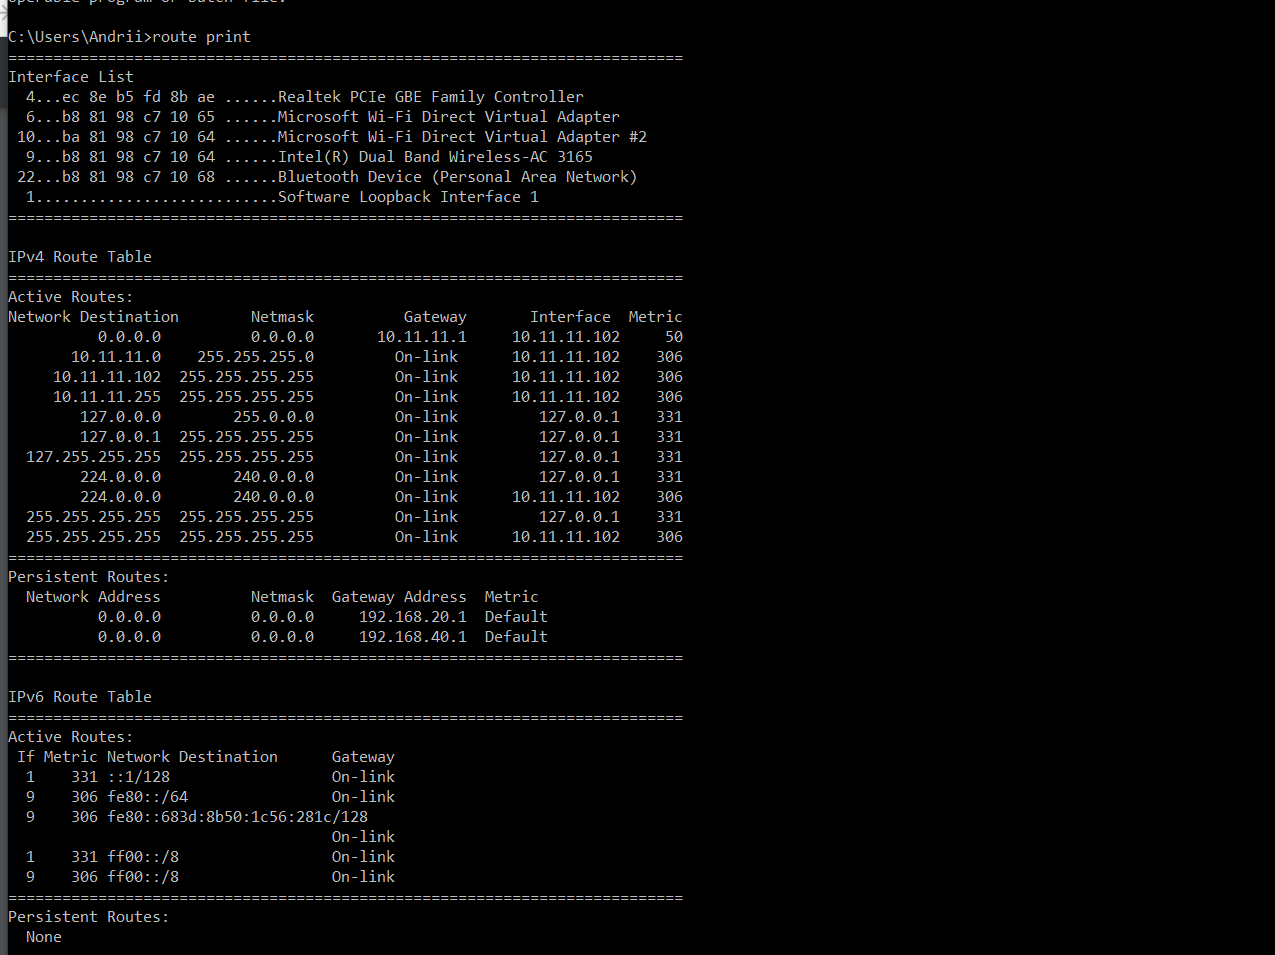 operable program or batch file.
C:\Users\Andrii>route print
===========================================================================
Interface List
  4...ec 8e b5 fd 8b ae ......Realtek PCIe GBE Family Controller
  6...b8 81 98 c7 10 65 ......Microsoft Wi-Fi Direct Virtual Adapter
 10...ba 81 98 c7 10 64 ......Microsoft Wi-Fi Direct Virtual Adapter #2
  9...b8 81 98 c7 10 64 ......Intel(R) Dual Band Wireless-AC 3165
 22...b8 81 98 c7 10 68 ......Bluetooth Device (Personal Area Network)
  1...........................Software Loopback Interface 1
===========================================================================
IPv4 Route Table
===========================================================================
Active Routes:
Network Destination        Netmask          Gateway       Interface  Metric
          0.0.0.0          0.0.0.0       10.11.11.1     10.11.11.102     50
       10.11.11.0    255.255.255.0         On-link      10.11.11.102    306
     10.11.11.102  255.255.255.255         On-link      10.11.11.102    306
     10.11.11.255  255.255.255.255         On-link      10.11.11.102    306
        127.0.0.0        255.0.0.0         On-link         127.0.0.1    331
        127.0.0.1  255.255.255.255         On-link         127.0.0.1    331
  127.255.255.255  255.255.255.255         On-link         127.0.0.1    331
        224.0.0.0        240.0.0.0         On-link         127.0.0.1    331
        224.0.0.0        240.0.0.0         On-link      10.11.11.102    306
  255.255.255.255  255.255.255.255         On-link         127.0.0.1    331
  255.255.255.255  255.255.255.255         On-link      10.11.11.102    306
===========================================================================
Persistent Routes:
  Network Address          Netmask  Gateway Address  Metric
          0.0.0.0          0.0.0.0     192.168.20.1  Default
          0.0.0.0          0.0.0.0     192.168.40.1  Default
===========================================================================
IPv6 Route Table
===========================================================================
Active Routes:
 If Metric Network Destination      Gateway
  1    331 ::1/128                  On-link
  9    306 fe80::/64                On-link
  9    306 fe80::683d:8b50:1c56:281c/128
                                    On-link
  1    331 ff00::/8                 On-link
  9    306 ff00::/8                 On-link
===========================================================================
Persistent Routes:
  None